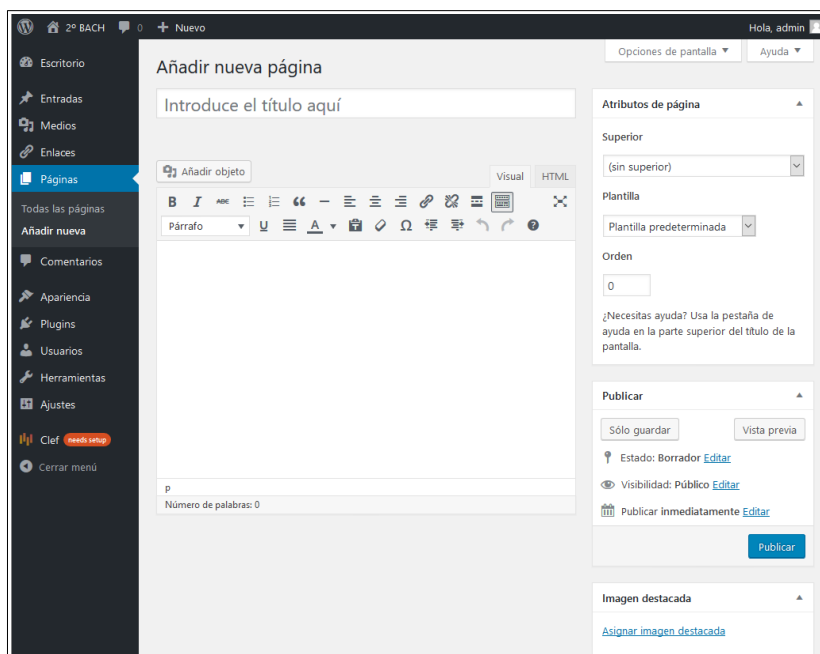 2º BACH 0 Nuevo Hola, admin
Opciones de pantalla Ayuda
Escritorio
Entradas
Medios
Enlaces
Páginas
Todas las páginas
Añadir nueva
Comentarios
Apariencia
Plugins
Usuarios
Herramientas
Ajustes
Clef needs setup
Cerrar menú
Añadir nueva página
Introduce el título aquí
Añadir objeto
Visual HTML
B I ABC
Párrafo U A Ω
p
Número de palabras: 0
Atributos de página
Superior
(sin superior)
Plantilla
Plantilla predeterminada
Orden
0
¿Necesitas ayuda? Usa la pestaña de
ayuda en la parte superior del título de la
pantalla.
Publicar
Sólo guardar Vista previa
Estado: Borrador Editar
Visibilidad: Público Editar
Publicar inmediatamente Editar
Publicar
Imagen destacada
Asignar imagen destacada